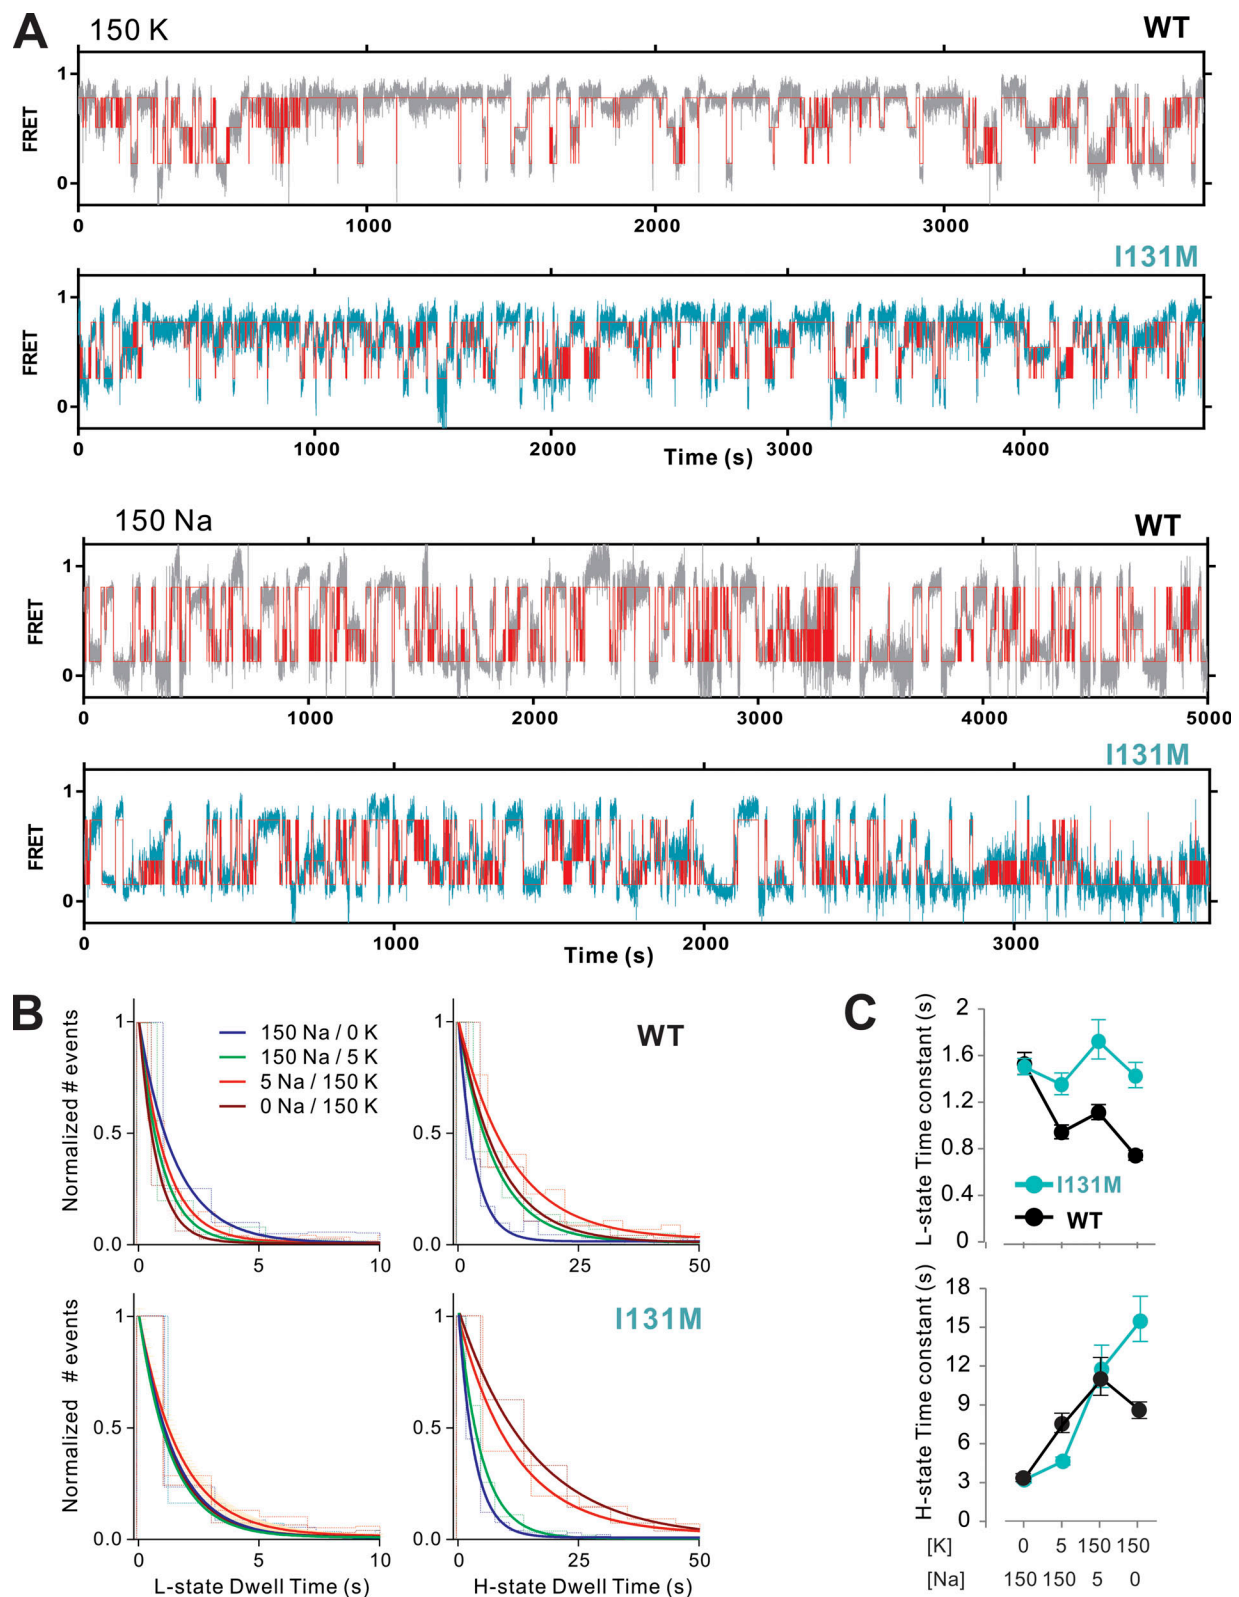 A
150 K
WT
1
FRET
0
0
1000
2000
3000
I131M
1
FRET
0
0
1000
2000
3000
4000
Time (s)
150 Na
WT
1
FRET
0
0
1000
2000
3000
4000
5000
I131M
1
FRET
0
0
1000
2000
3000
Time (s)
B
Normalized # events
1
0.5
0.0
0
5
10
150 Na / 0 K
150 Na / 5 K
5 Na / 150 K
0 Na / 150 K
1
0.5
0.0
0
25
50
WT
Normalized # events
1
0.5
0.0
0
5
10
L-state Dwell Time (s)
1
0.5
0.0
0
25
50
H-state Dwell Time (s)
I131M
C
L-state Time constant (s)
2
1.6
1.2
0.8
0.4
0
I131M
WT
H-state Time constant (s)
18
15
12
9
6
3
0
[K] 0 5 150 150
[Na] 150 150 5 0